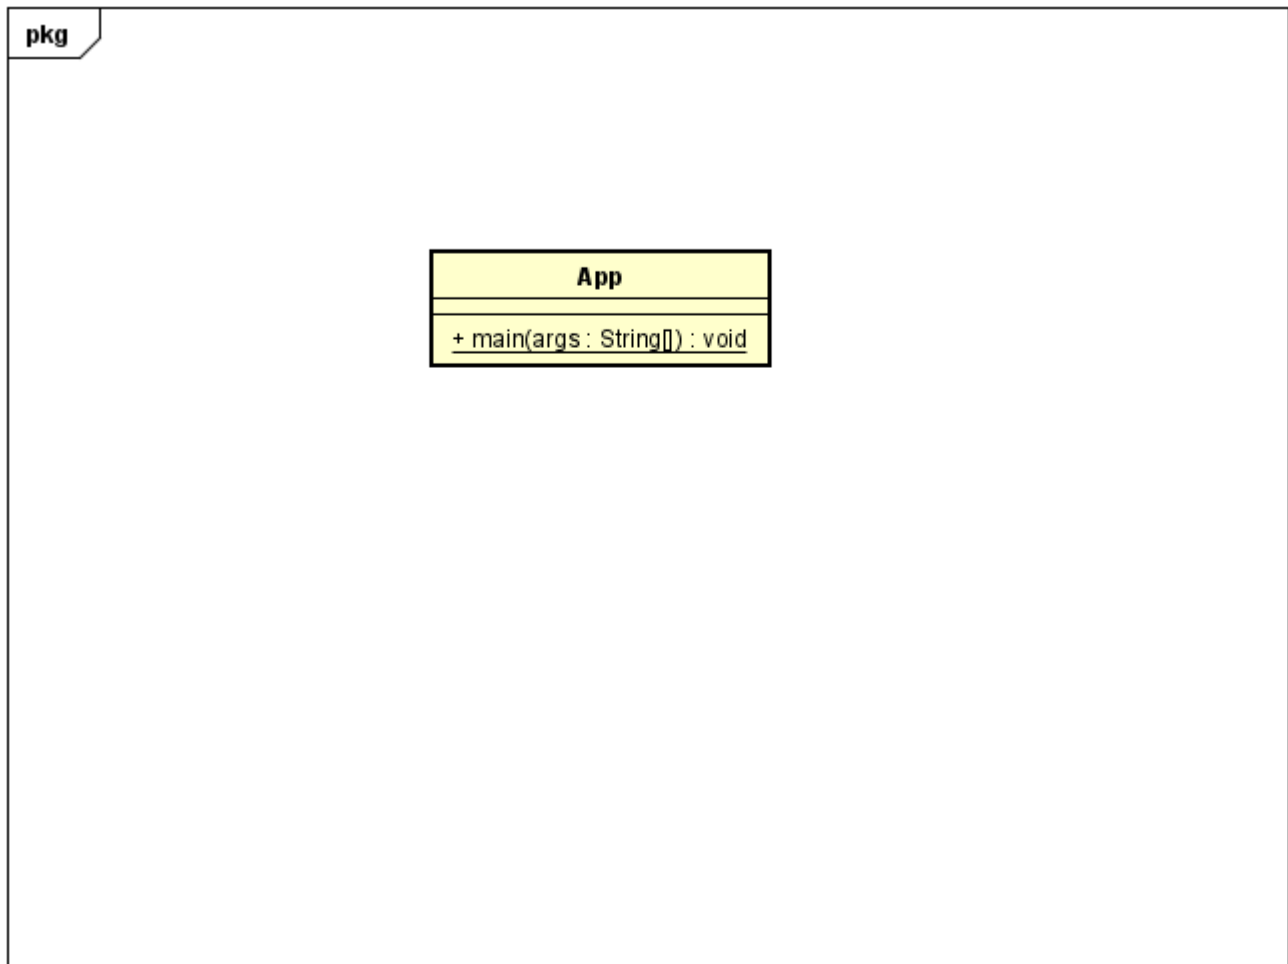 pkg
App
+ main(args : String[]) : void